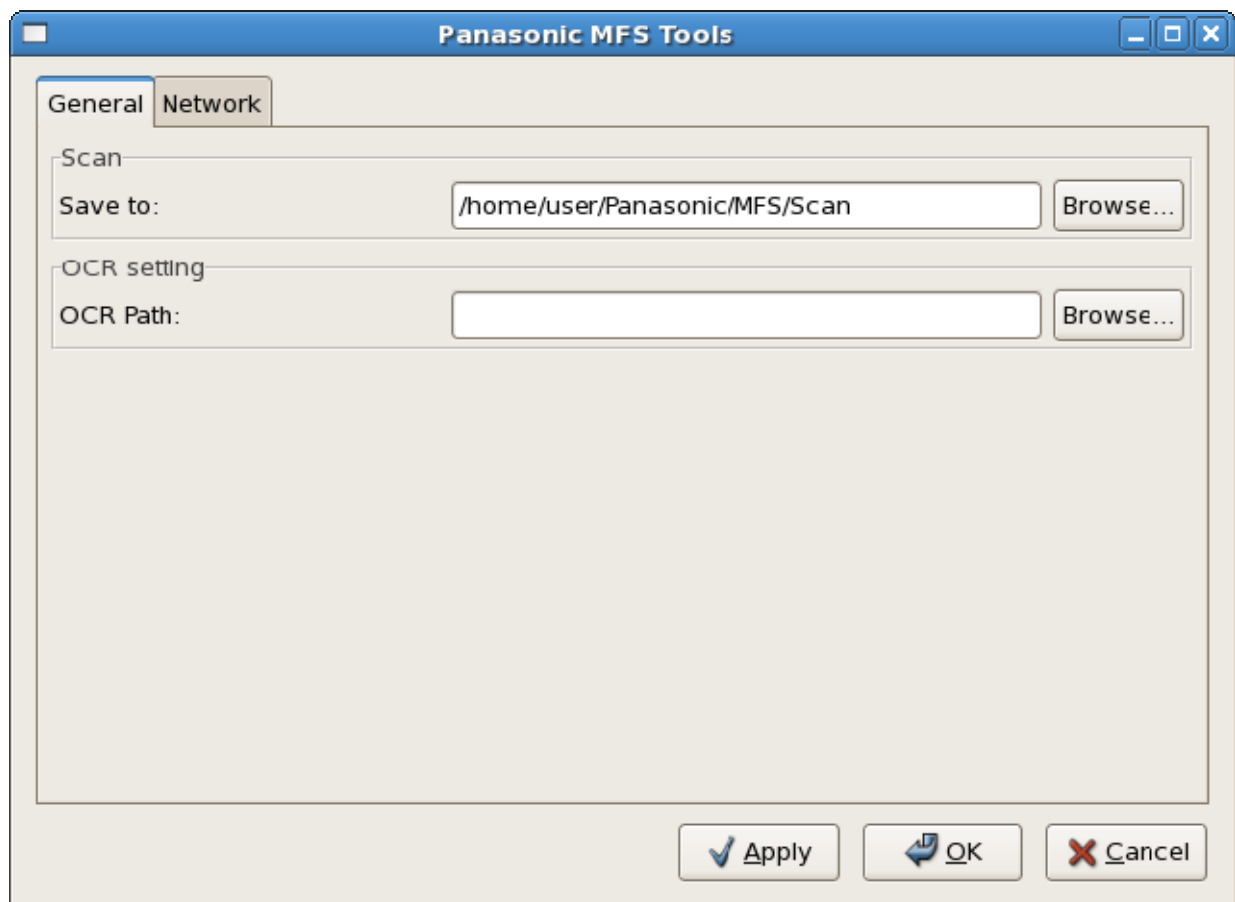 Panasonic MFS Tools
General Network
Scan
Save to: /home/user/Panasonic/MFS/Scan Browse...
OCR setting
OCR Path: Browse...
Apply OK Cancel